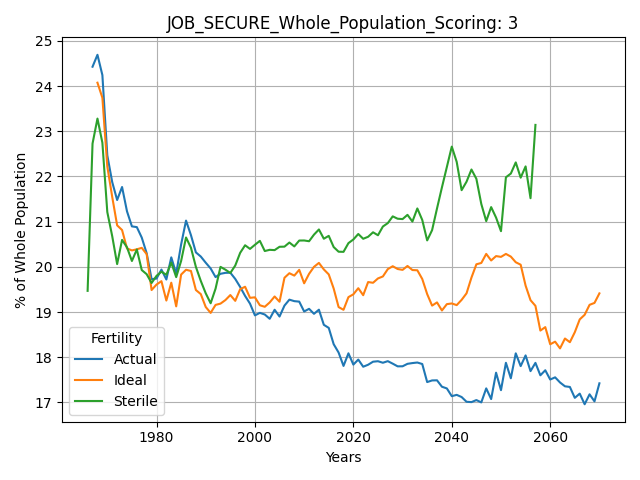 JOB_SECURE_Whole_Population_Scoring: 3
% of Whole Population
25
24
23
22
21
20
19
18
17
Fertility
Actual
Ideal
Sterile
1980
2000
2020
2040
2060
Years